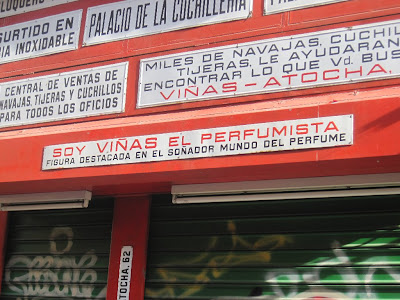 PALACIO DE LA CUCHILLERIA
SURTIDO EN
INOXIDABLE
CENTRAL DE VENTAS DE
NAVAJAS, TIJERAS Y CUCHILLOS
PARA TODOS LOS OFICIOS
MILES DE NAVAJAS, CUCHIL
TIJERAS, LE AYUDARAN
ENCONTRAR LO QUE Vd. BUS
VIÑAS-ATOCHA,
SOY VIÑAS EL PERFUMISTA
FIGURA DESTACADA EN EL SOÑADOR MUNDO DEL PERFUME
ATOCHA, 62